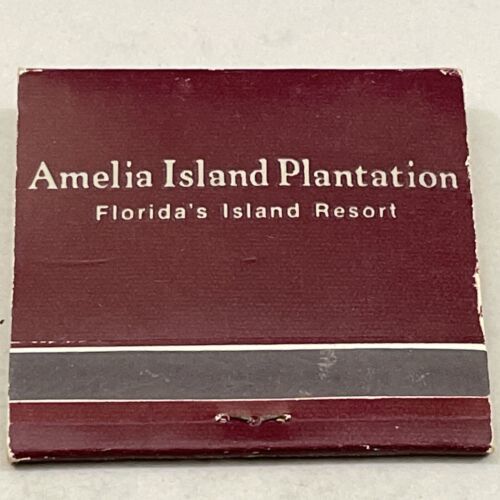 Amelia Island Plantation
Florida's Island Resort